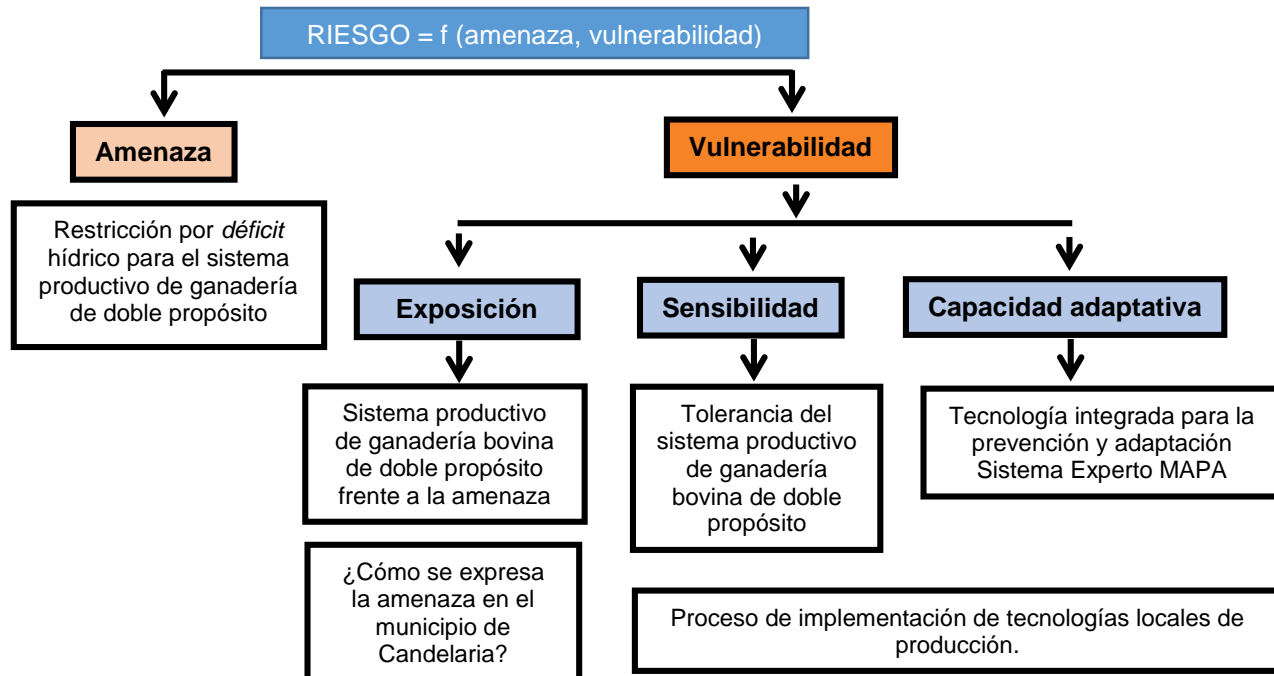 RIESGO = f (amenaza, vulnerabilidad)
Amenaza
Vulnerabilidad
Restricción por déficit
hídrico para el sistema
productivo de ganadería
de doble propósito
Exposición
Sensibilidad
Capacidad adaptativa
Sistema productivo
de ganadería bovina
de doble propósito
frente a la amenaza
Tolerancia del
sistema productivo
de ganadería
bovina de doble
propósito
Tecnología integrada para la
prevención y adaptación
Sistema Experto MAPA
¿Cómo se expresa
la amenaza en el
municipio de
Candelaria?
Proceso de implementación de tecnologías locales de
producción.